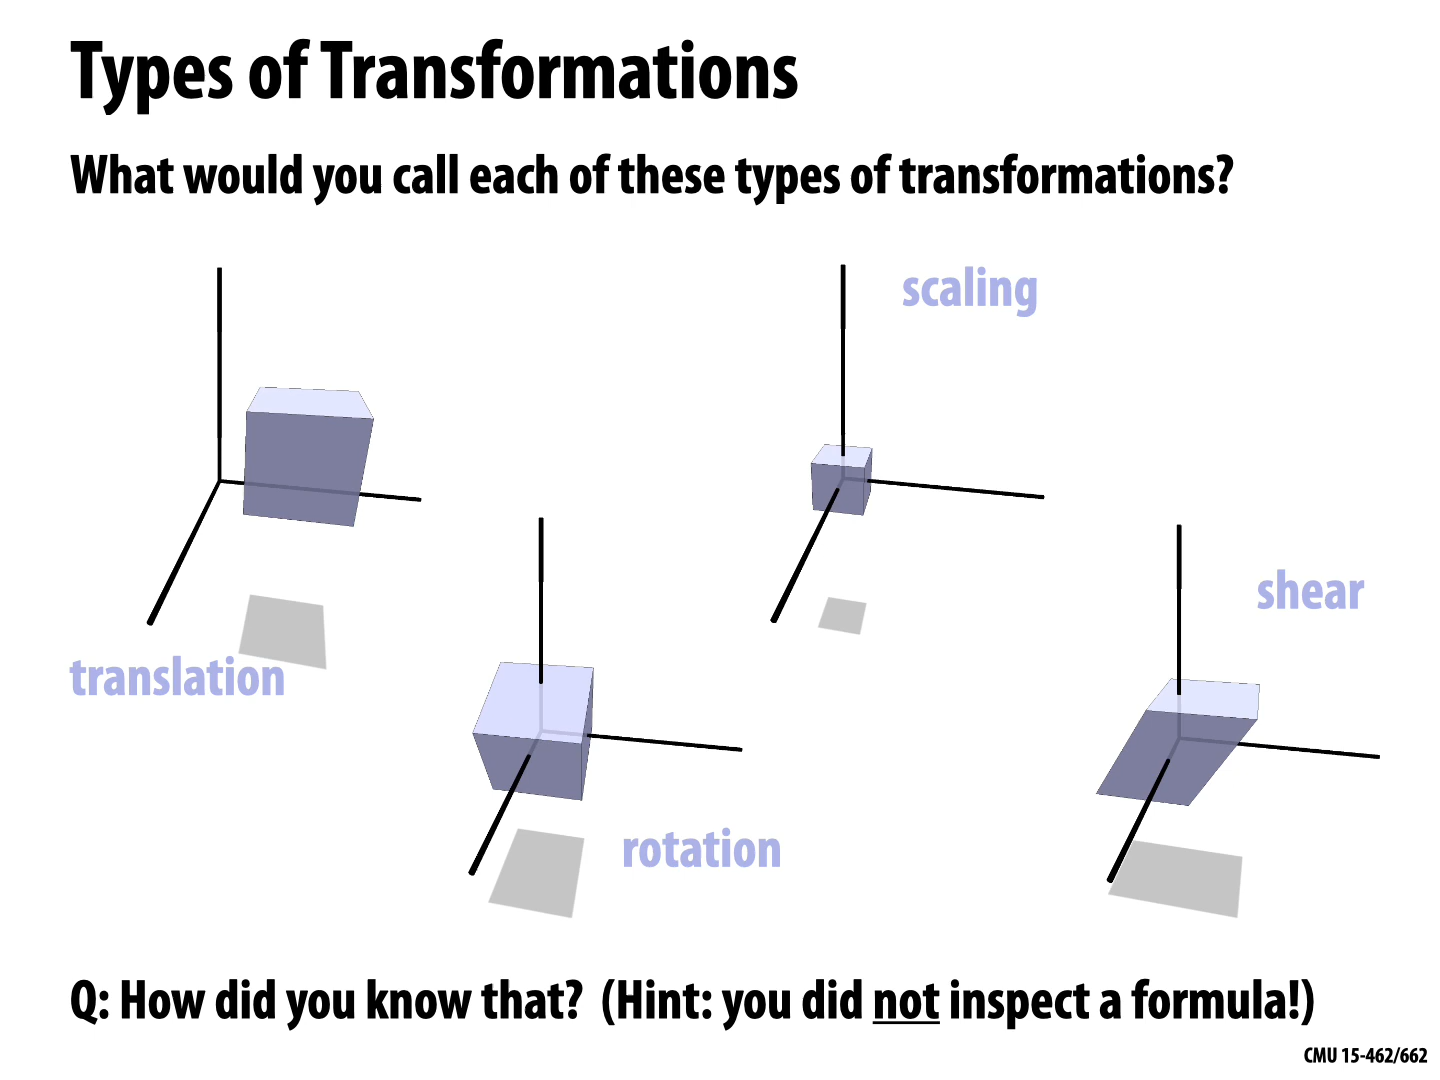 Types of Transformations
What would you call each of these types of transformations?
scaling
shear
translation
rotation
Q: How did you know that? (Hint: you did not inspect a formula!)
CMU 15-462/662